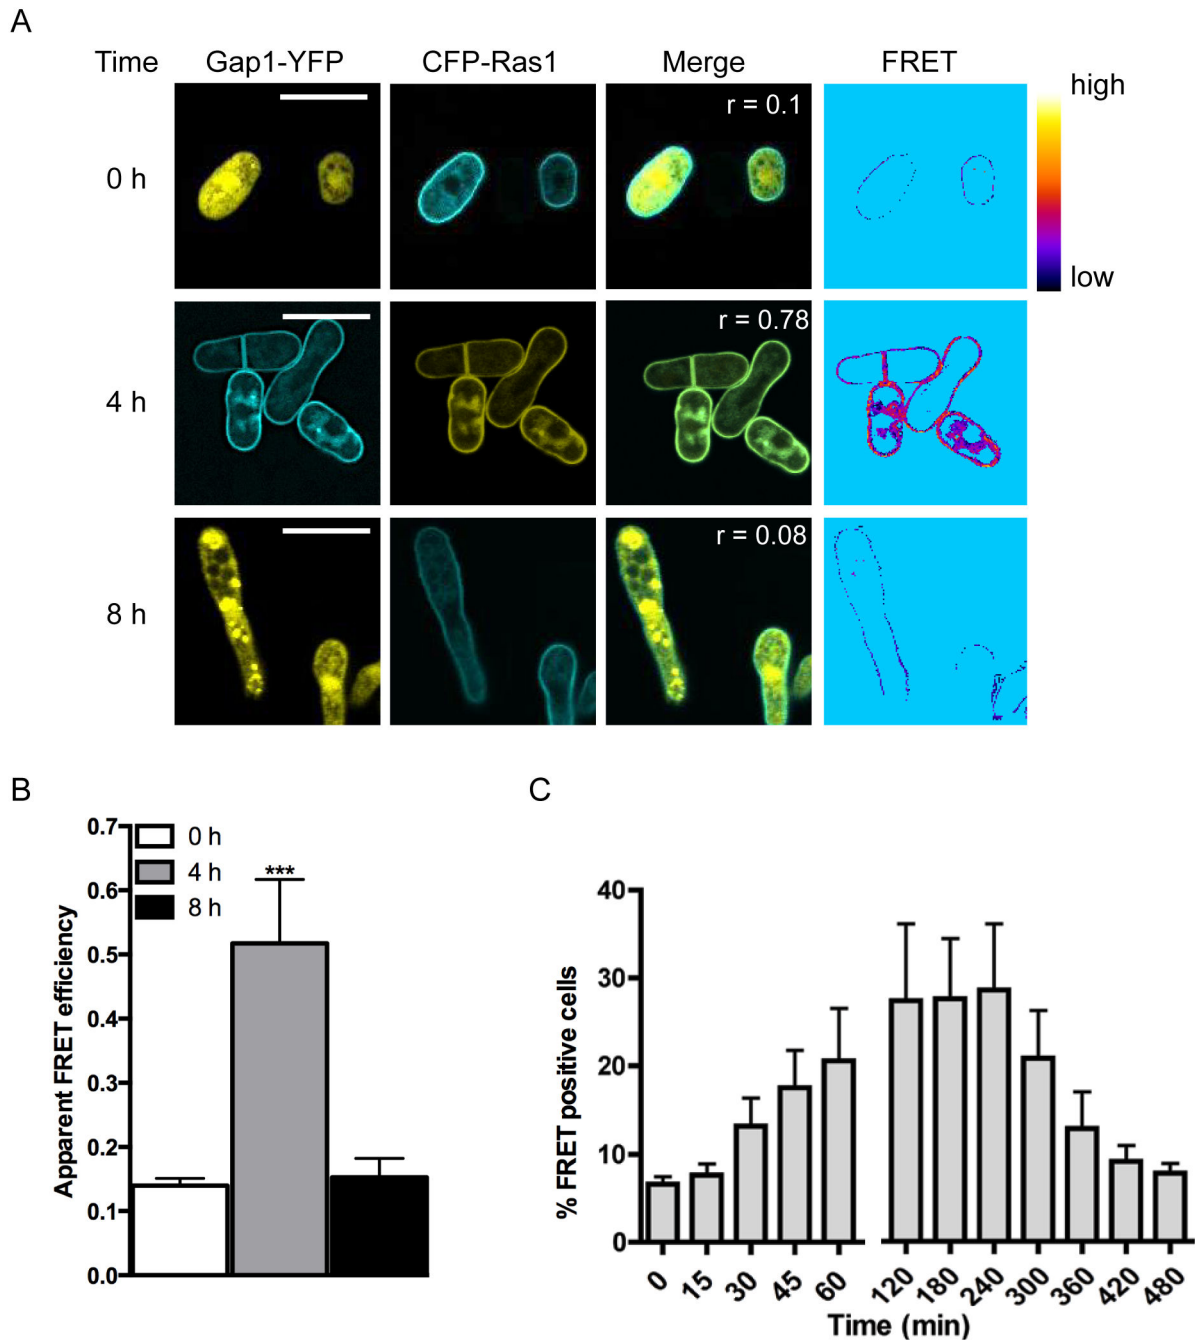 A
Time Gap1-YFP CFP-Ras1 Merge FRET
high
low
0 h
r = 0.1
4 h
r = 0.78
8 h
r = 0.08
B
Apparent FRET efficiency
0.7
0.6
0.5
0.4
0.3
0.2
0.1
0.0
0 h
4 h
8 h
***
C
% FRET positive cells
40
30
20
10
0
0 15 30 45 60 120 180 240 300 360 420 480
Time (min)